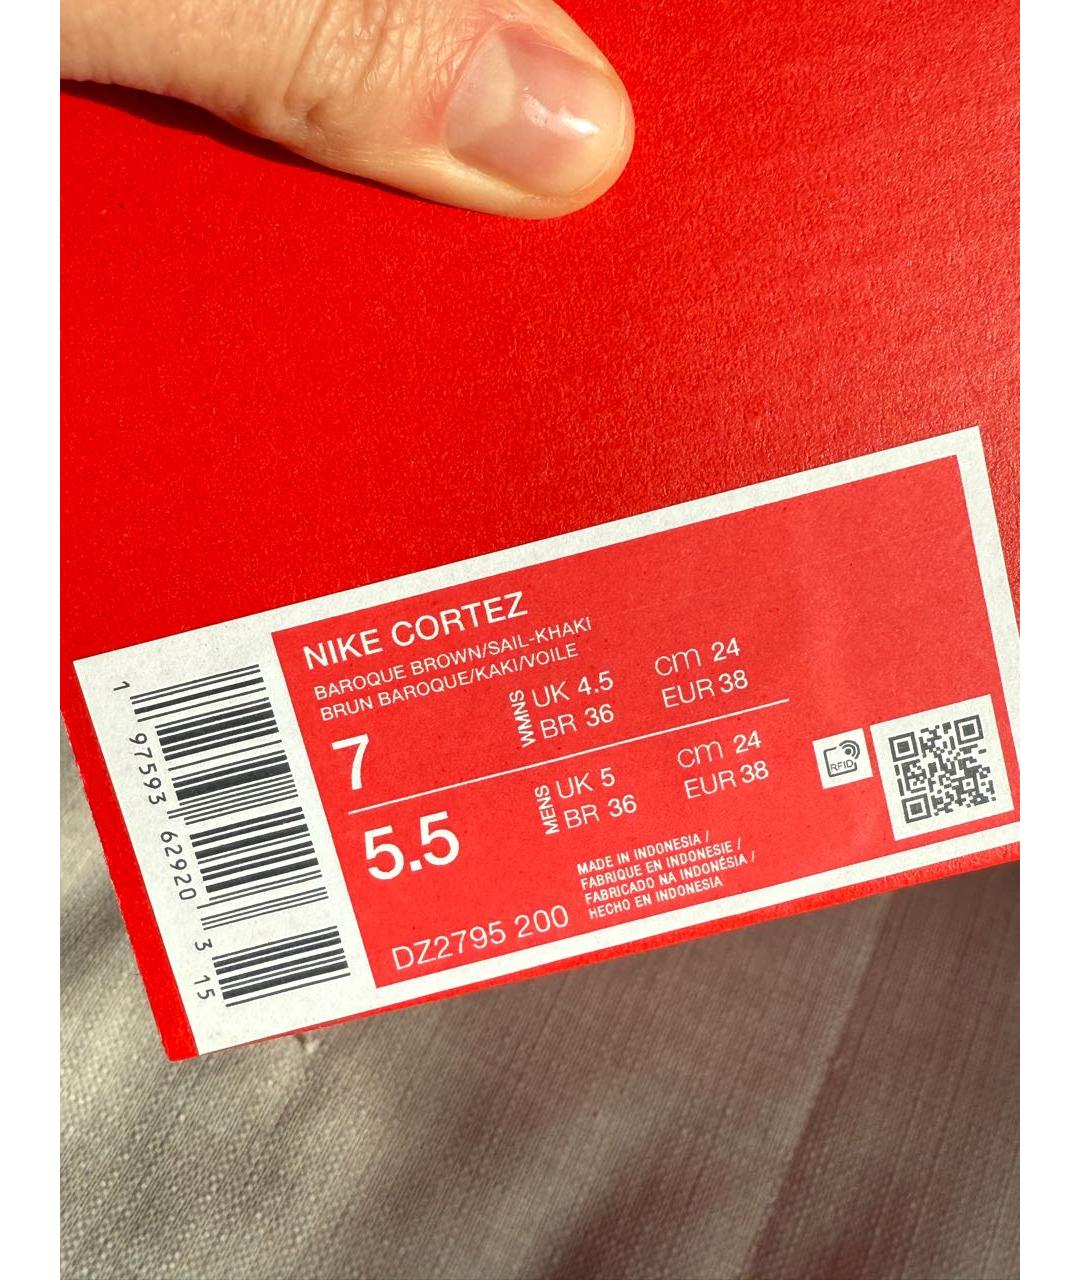 NIKE CORTEZ
BAROQUE BROWN/SAIL-KHAKI
BRUN BAROQUE/KAKI/VOILE
7
WMNS
UK 4.5
BR 36
cm 24
EUR 38
5.5
MENS
UK 5
BR 36
cm 24
EUR 38
MADE IN INDONESIA /
FABRIQUE EN INDONESIE /
FABRICADO NA INDONÉSIA /
HECHO EN INDONESIA
DZ2795 200
RFID
1 97593 62920 3 15